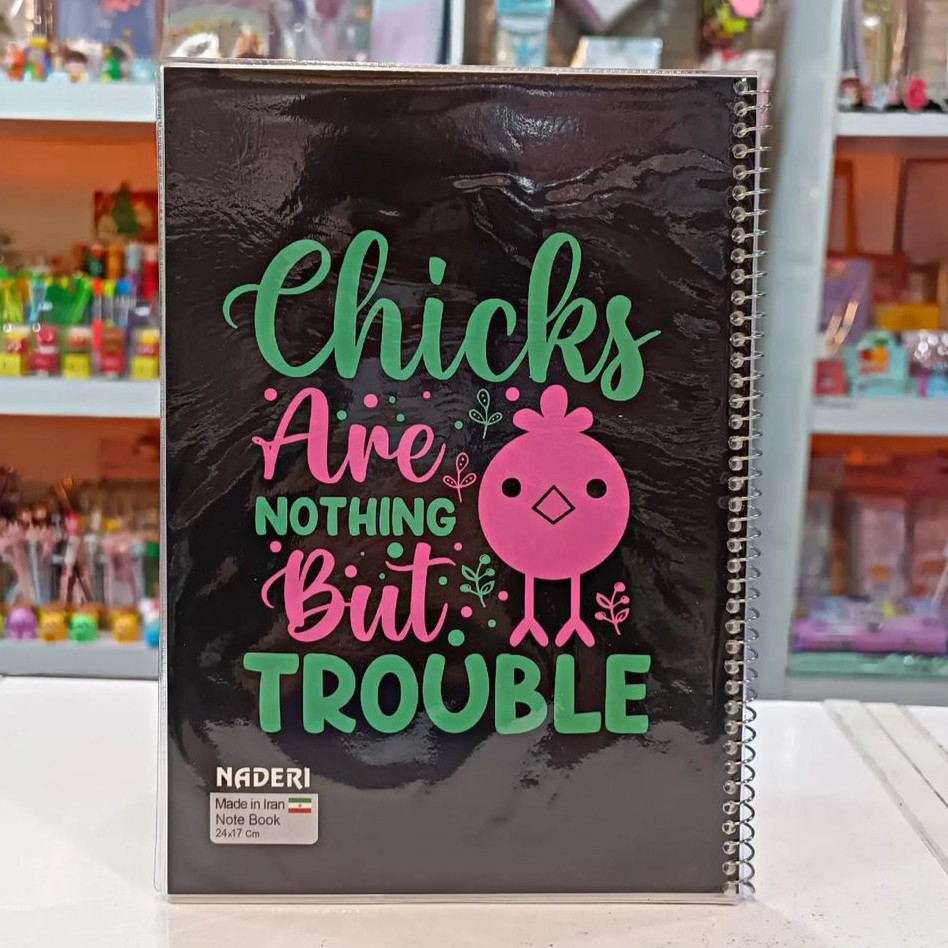 Chicks
Are
NOTHING
But
TROUBLE
NADERI
Made in Iran
Note Book
24x17 Cm